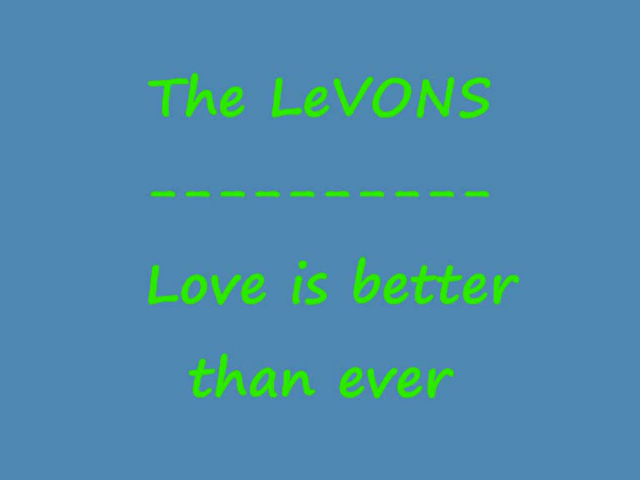 The LeVONS
----------
Love is better
than ever